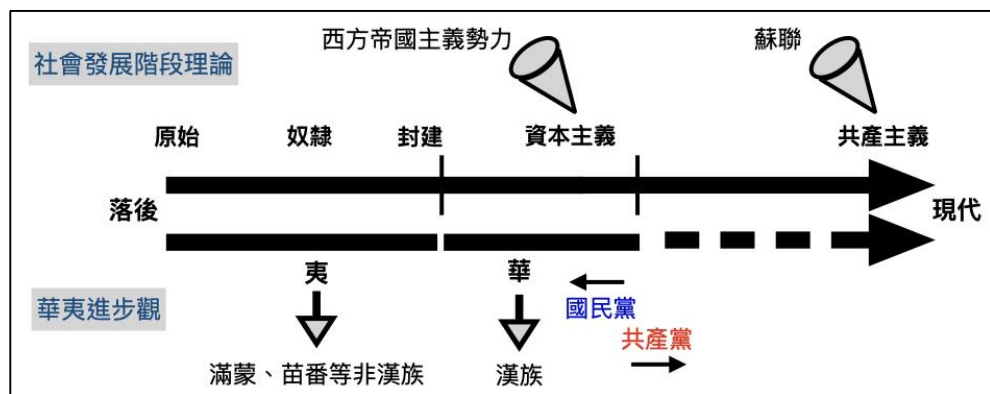 西方帝國主義勢力
蘇聯
社會發展階段理論
原始
奴隸
封建
資本主義
共產主義
落後
現代
夷
華
國民黨
華夷進步觀
共產黨
滿蒙、苗番等非漢族
漢族